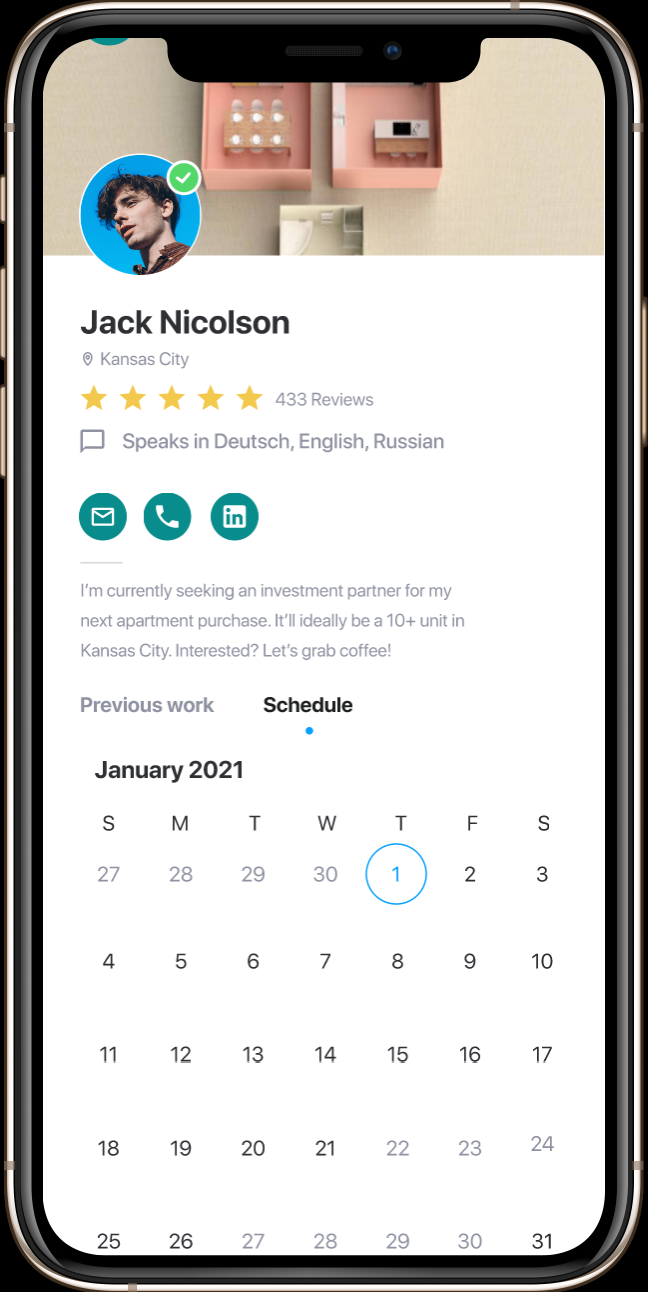 Jack Nicolson
Kansas City
433 Reviews
Speaks in Deutsch, English, Russian
in
I'm currently seeking an investment partner for my
next apartment purchase. It'll ideally be a 10+ unit in
Kansas City. Interested? Let's grab coffee!
Previous work Schedule
January 2021
S M T W T F S
27 28 29 30 1 2 3
4 5 6 7 8 9 10
11 12 13 14 15 16 17
18 19 20 21 22 23 24
25 26 27 28 29 30 31